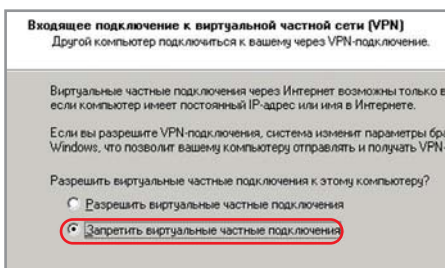 Входящее подключение к виртуальной частной сети (VPN)
Другой компьютер подключиться к вашему через VPN-подключение.
Виртуальные частные подключения через Интернет возможны только
если компьютер имеет постоянный IP-адрес или имя в Интернете.
Если вы разрешите VPN-подключения, система изменит параметры
Windows, что позволит вашему компьютеру отправлять и получать VPN-
Разрешить виртуальные частные подключения к этому компьютеру?
Разрешить виртуальные частные подключения
Запретить виртуальные частные подключения